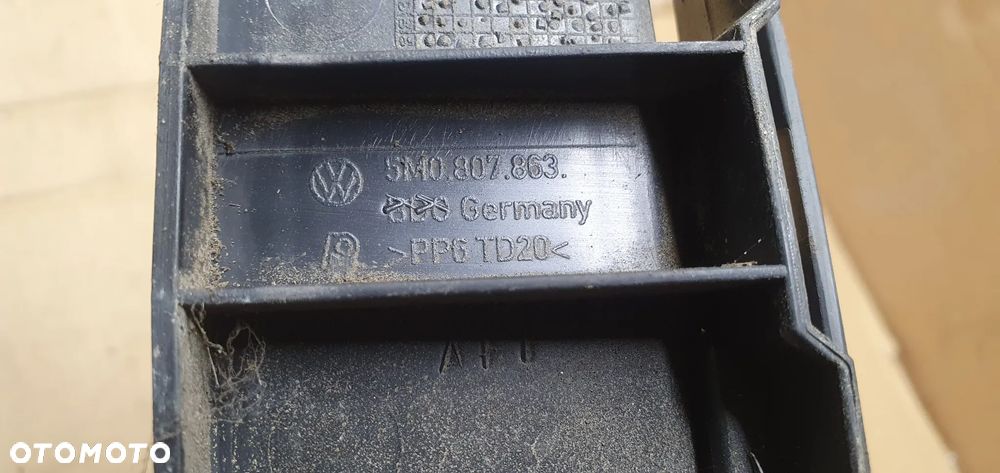 5M0.807.863.
Germany
>PP6 TD20<
OTOMOTO